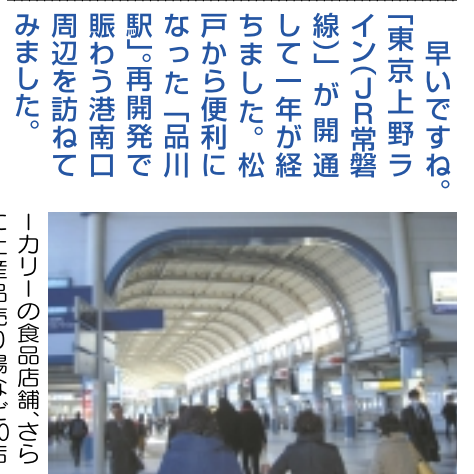 早いですね。
「東京上野ラ
イン(JR常磐
線)」が開通
して一年が経
ちました。松
戸から便利に
なった「品川
駅」。再開発で
賑わう港南口
周辺を訪ねて
みました。
ーカリーの食品店舗、さら